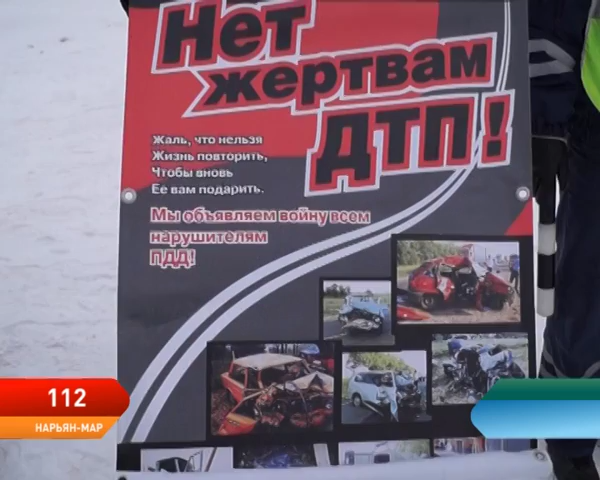 Нет
жертвам
ДТП!
Жаль, что нельзя
Жизнь повторить,
Чтобы вновь
Её вам подарить.
Мы объявляем войну всем
нарушителям
ПДД!
112
НАРЬЯН-МАР